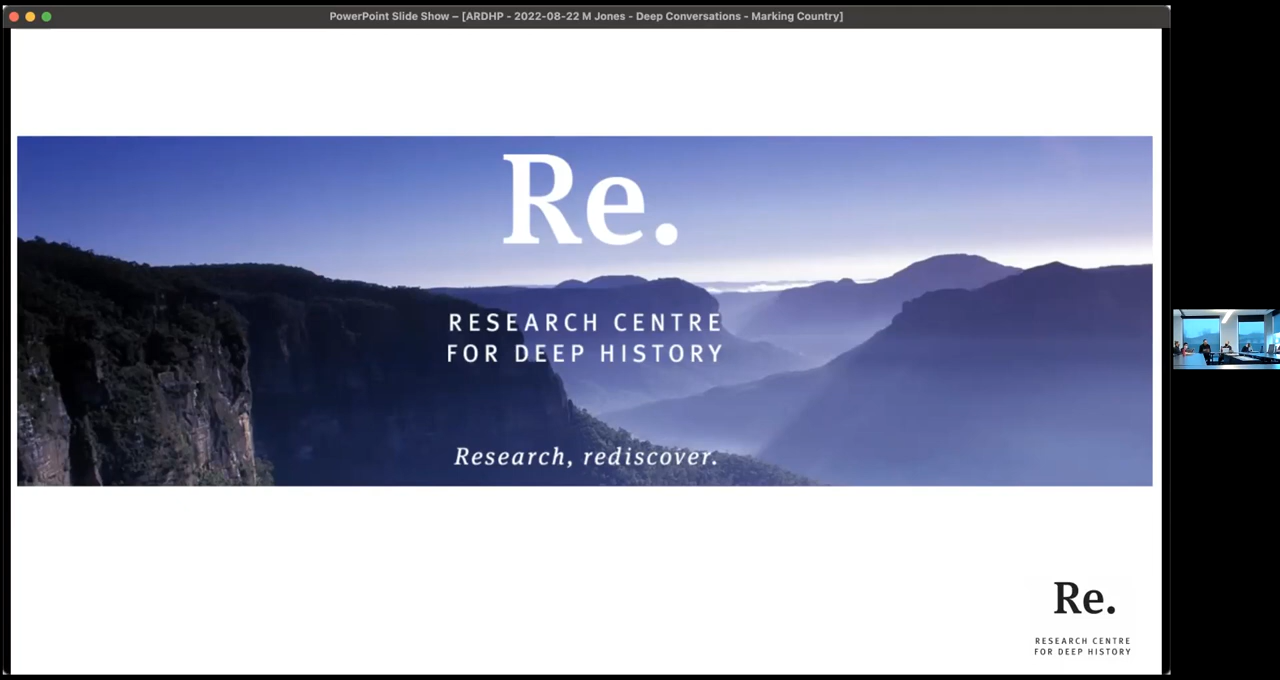 PowerPoint Slide Show – [ARDHP - 2022-08-22 M Jones - Deep Conversations - Marking Country]
Re.
RESEARCH CENTRE
FOR DEEP HISTORY
Research, rediscover.
Re.
RESEARCH CENTRE
FOR DEEP HISTORY